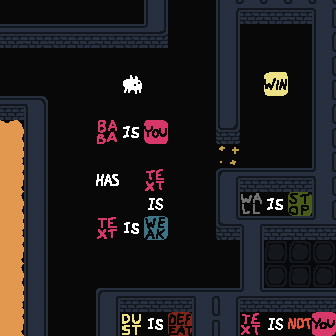 WIN
BABA IS YOU
HAS TEXT
IS
TEXT IS WEAK
WALL IS STOP
DUST IS DEFEAT
TEXT IS NOT YOU